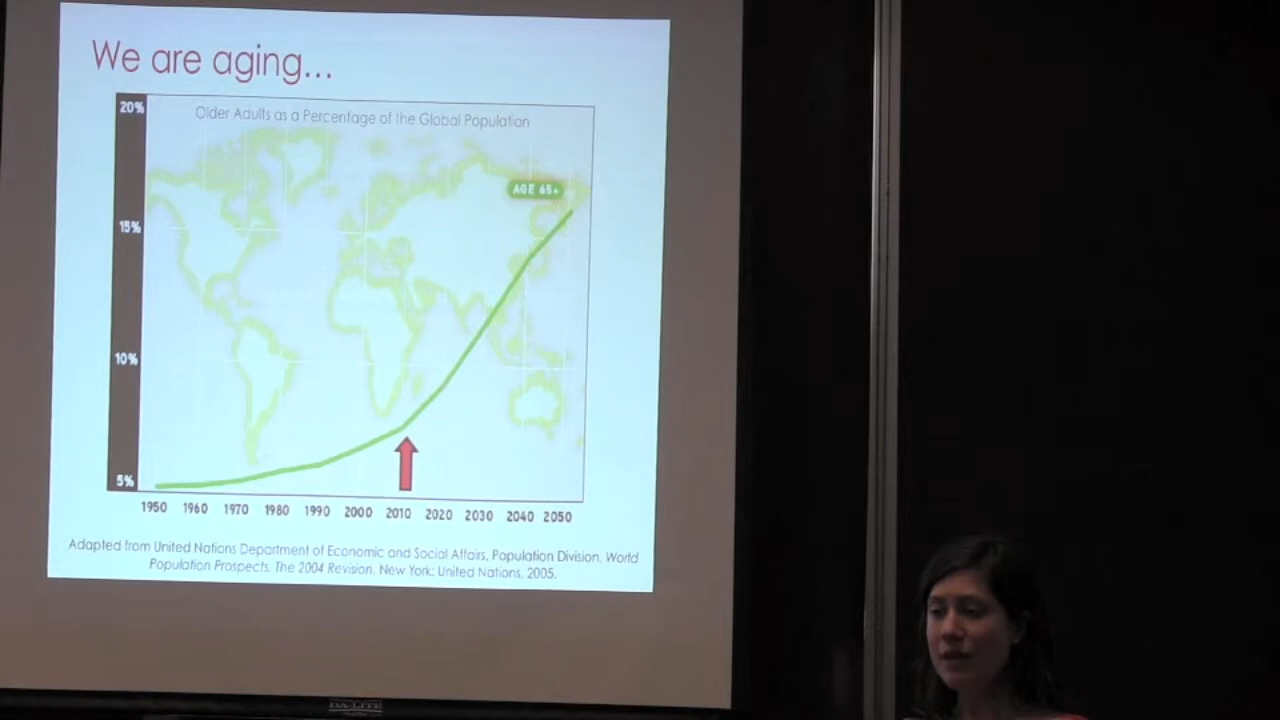 We are aging...
20%
Older Adults as a Percentage of the Global Population
AGE 65+
15%
10%
5%
1950 1960 1970 1980 1990 2000 2010 2020 2030 2040 2050
Adapted from United Nations Department of Economic and Social Affairs, Population Division. World
Population Prospects. The 2004 Revision. New York: United Nations, 2005.
DA-LITE